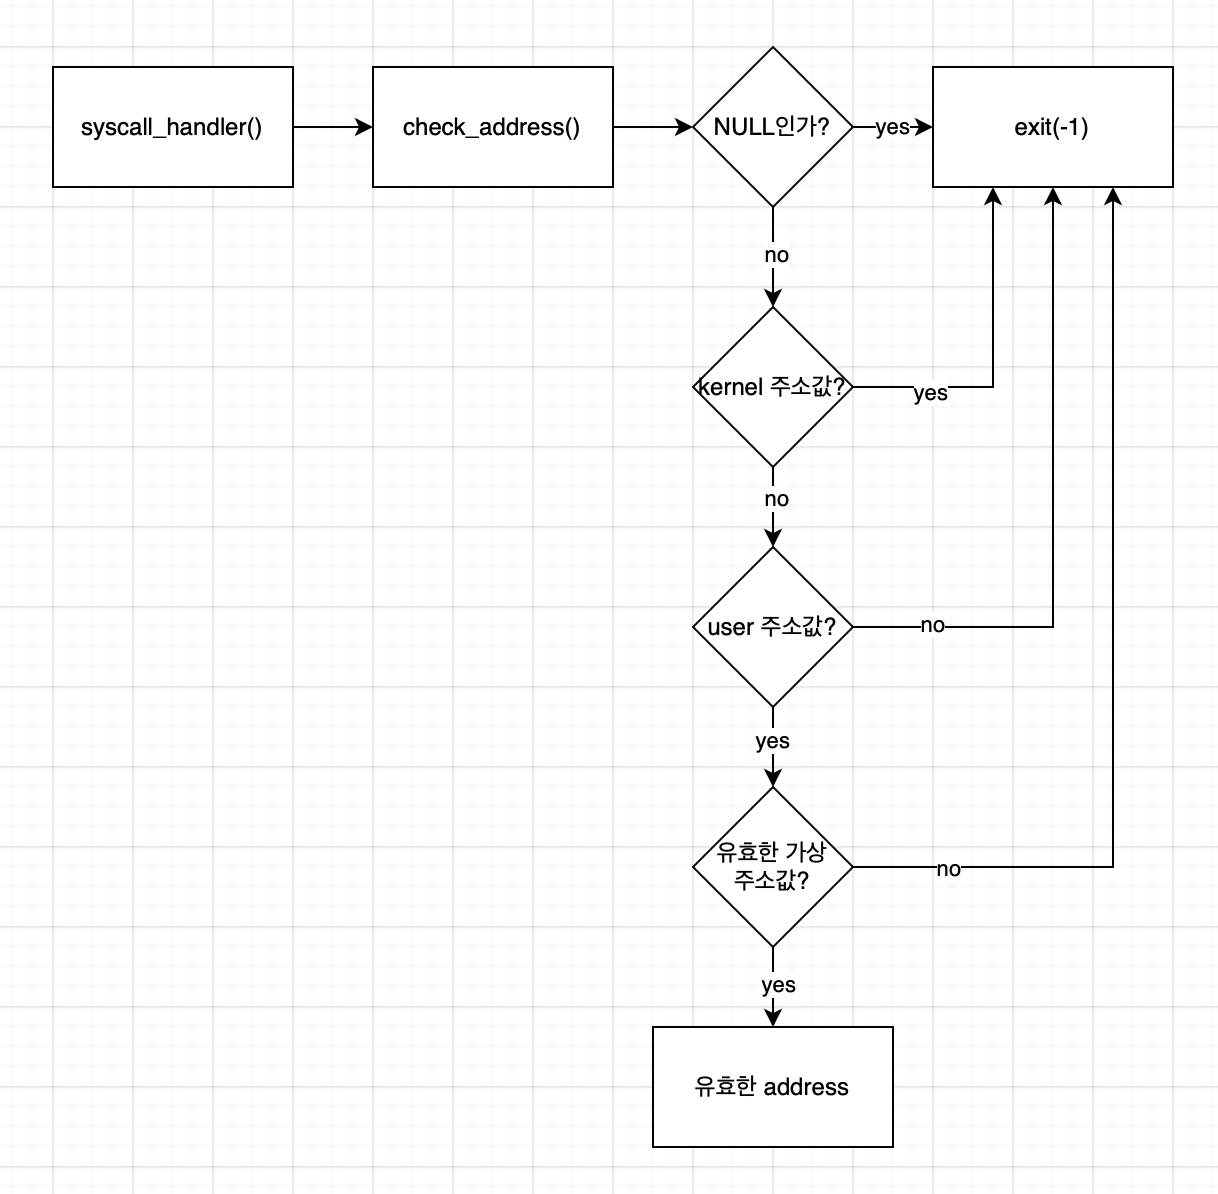 syscall_handler()
check_address()
NULL인가?
yes
exit(-1)
no
kernel 주소값?
yes
no
user 주소값?
no
yes
유효한 가상
주소값?
no
yes
유효한 address